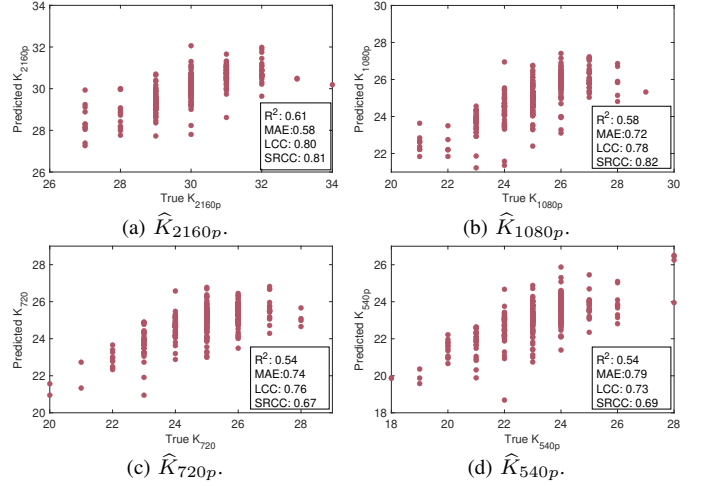 Predicted K2160p
32
30
28
26
26 28 30 32 34
True K2160p
R2: 0.61
MAE:0.58
LCC: 0.80
SRCC: 0.81
(a) K̂2160p.
Predicted K1080p
28
26
24
22
20 22 24 26 28 30
True K1080p
R2: 0.58
MAE: 0.72
LCC: 0.78
SRCC: 0.82
(b) K̂1080p.
Predicted K720
28
26
24
22
20
20 22 24 26 28
True K720
R2: 0.54
MAE: 0.74
LCC: 0.76
SRCC: 0.67
(c) K̂720p.
Predicted K540p
26
24
22
20
18
18 20 22 24 26 28
True K540p
R2: 0.54
MAE: 0.79
LCC: 0.73
SRCC: 0.69
(d) K̂540p.